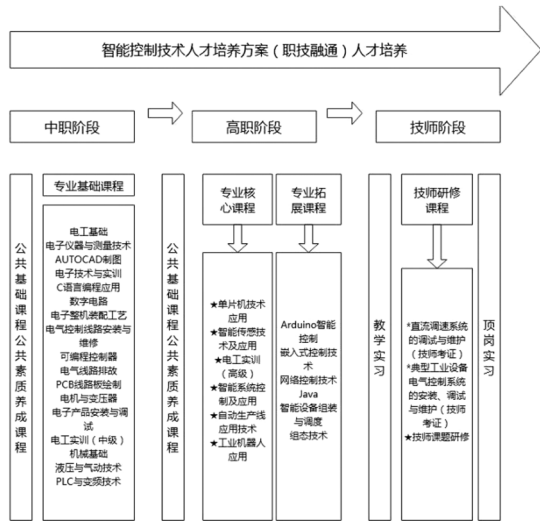 智能控制技术人才培养方案（职技融通）人才培养
中职阶段
高职阶段
技师阶段
公共基础课程公共素质养成课程
专业基础课程
电工基础
电子仪器与测量技术
AUTOCAD制图
电子技术与实训
C语言编程应用
数字电路
电子整机装配工艺
电气控制线路安装与
维修
可编程控制器
电气线路排故
PCB线路板绘制
电机与变压器
电子产品安装与调
试
电工实训（中级）
机械基础
液压与气动技术
PLC与变频技术
公共基础课程公共素质养成课程
专业核
心课程
★单片机技术
应用
★智能传感技
术及应用
★电工实训
（高级）
★智能系统控
制及应用
★自动生产线
应用技术
★工业机器人
应用
专业拓
展课程
Arduino智能
控制
嵌入式控制技
术
网络控制技术
Java
智能设备组装
与调度
组态技术
教学实习
技师研修
课程
*直流调速系统
的调试与维护
（技师考证）
*典型工业设备
电气控制系统
的安装、调试
与维护（技师
考证）
★技师课题研修
顶岗实习